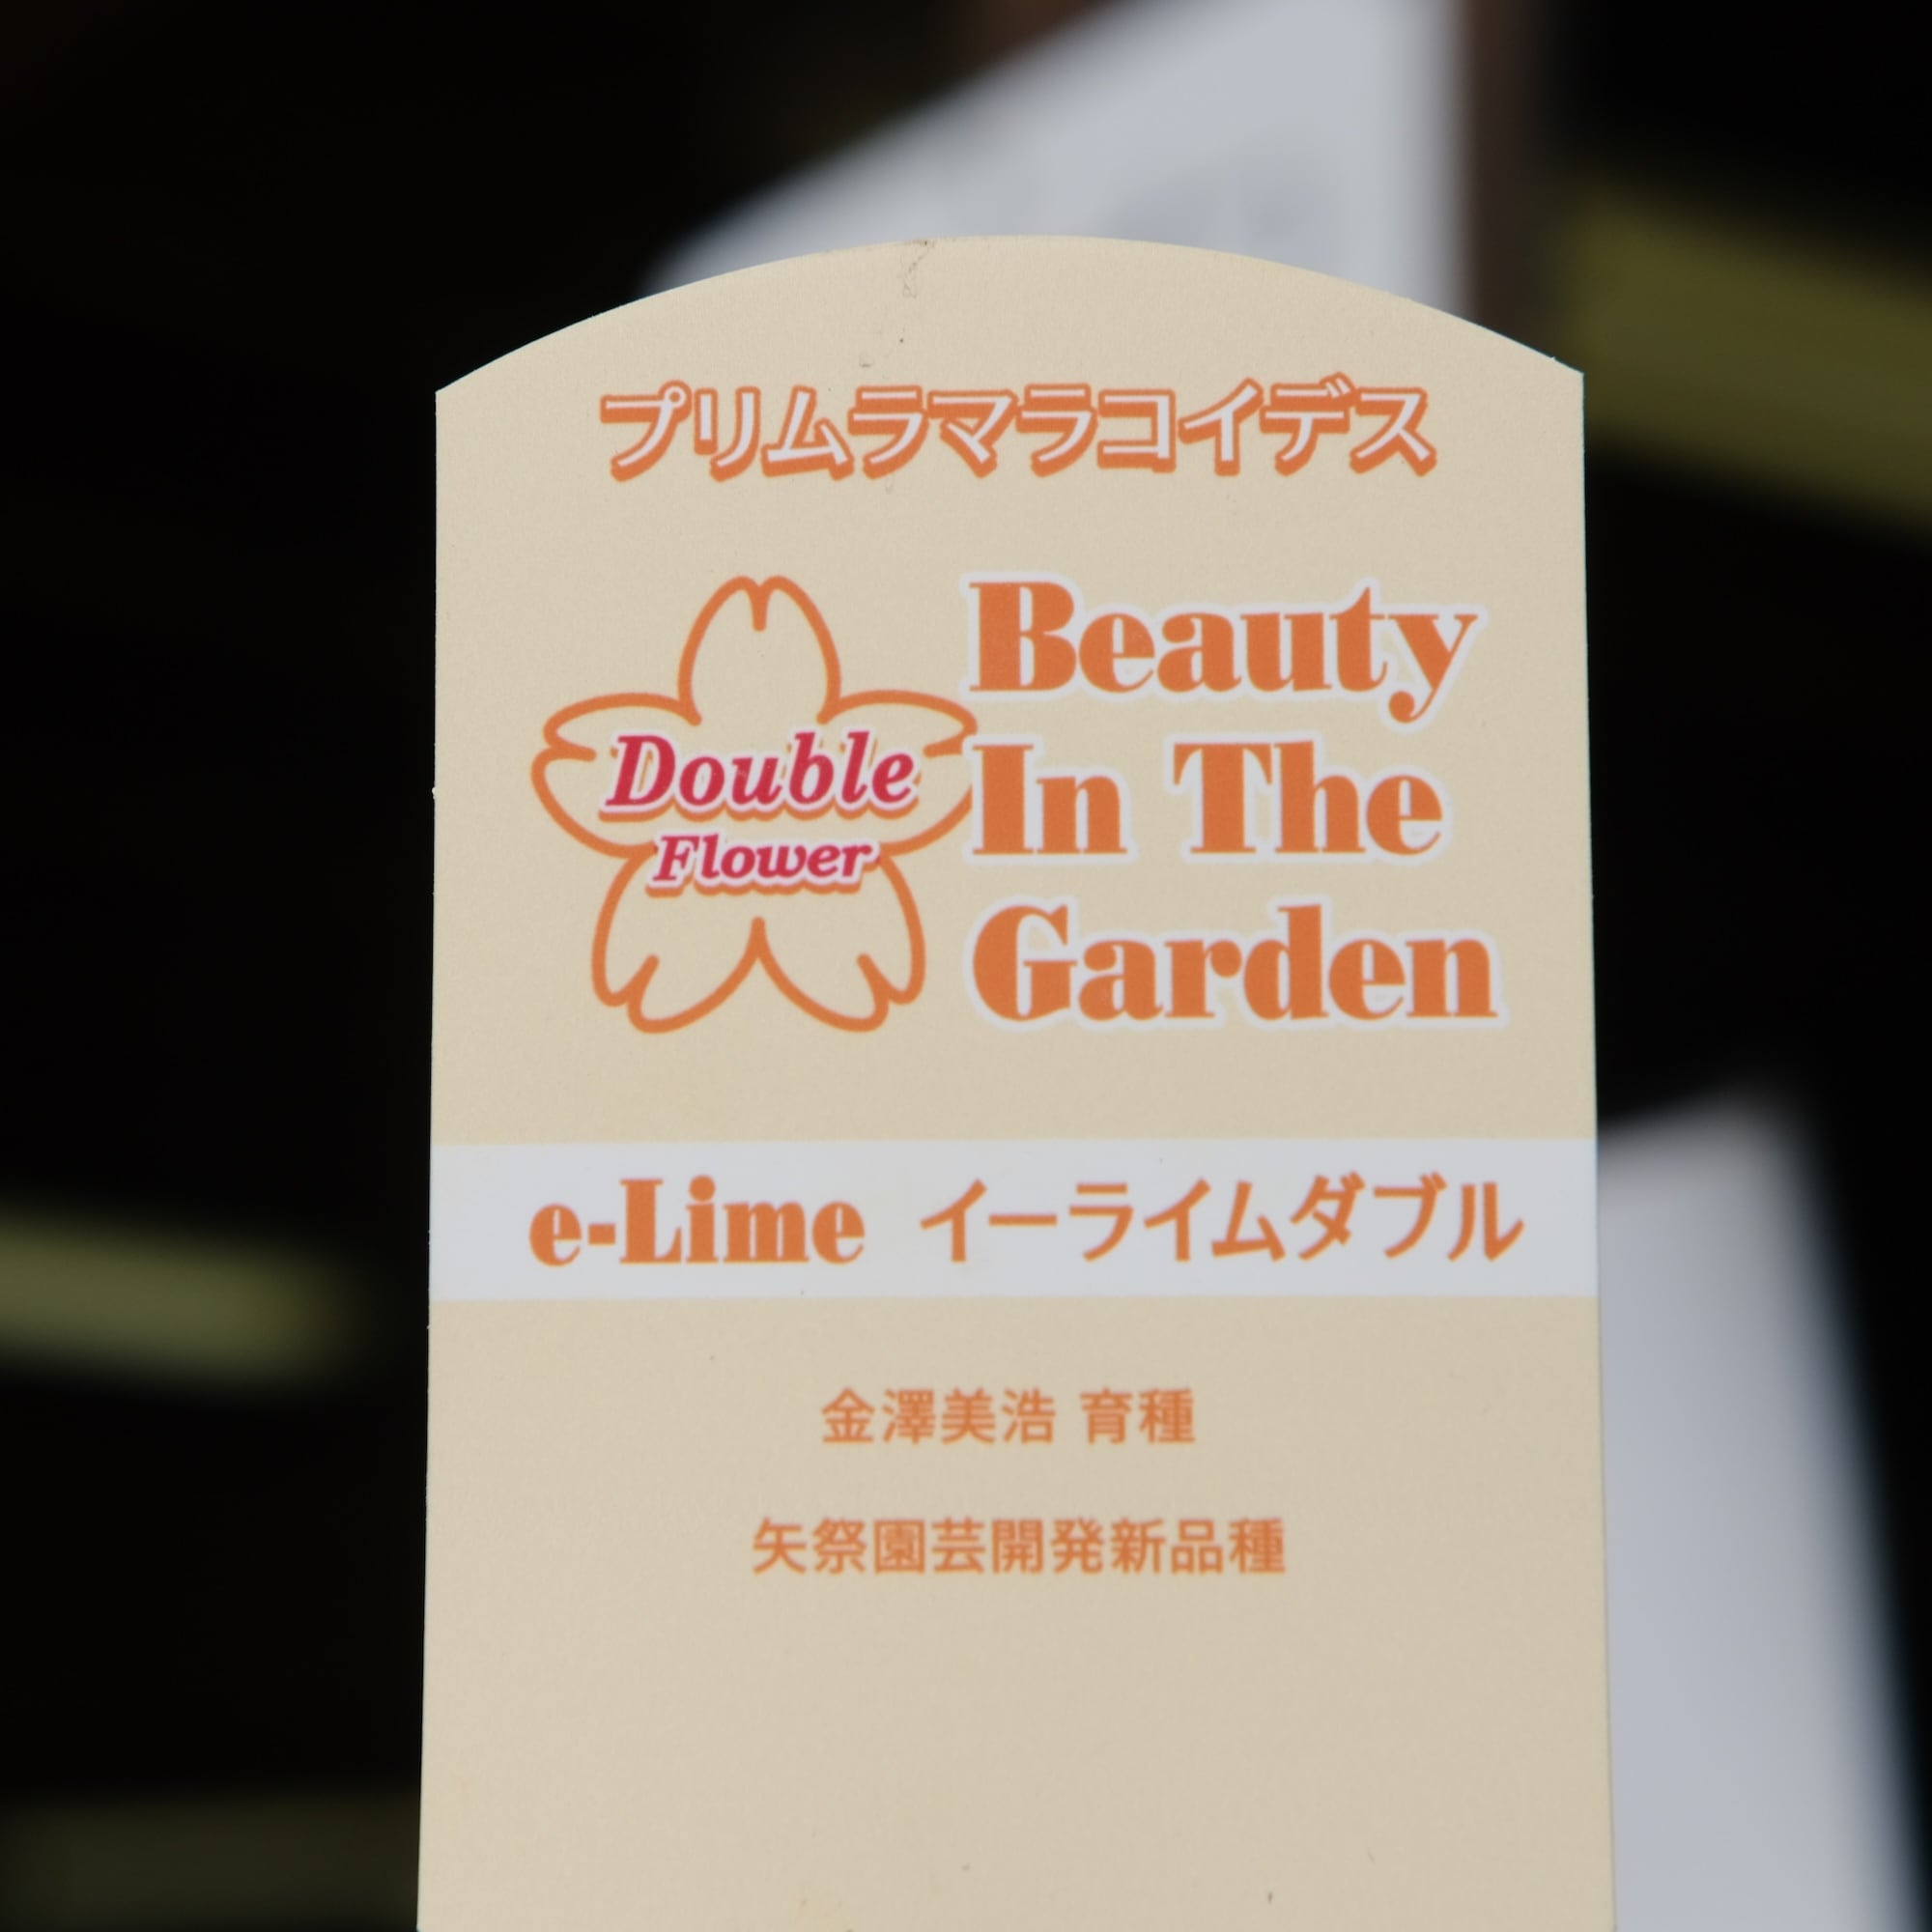 プリムラマラコイデス
Double
Flower
Beauty
In The
Garden
e-Lime イーライムダブル
金澤美浩 育種
矢祭園芸開発新品種